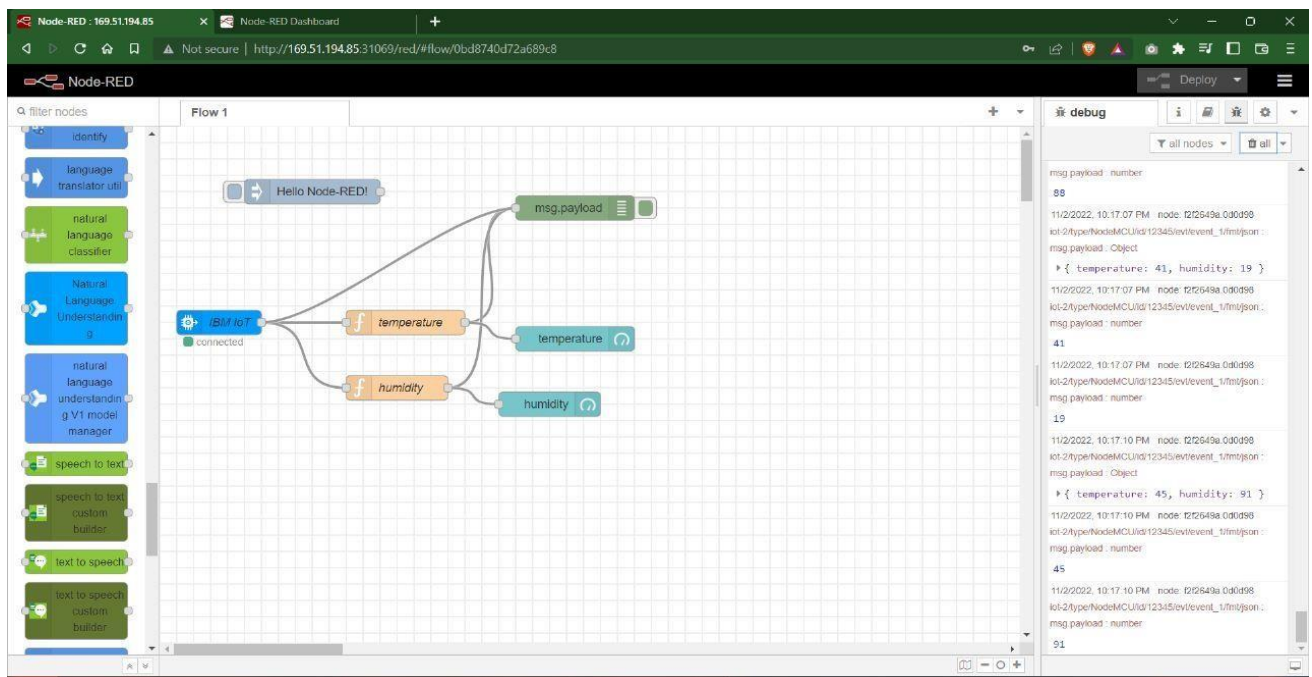 Node-RED : 169.51.194.85
Node-RED Dashboard
Not secure | http://169.51.194.85:31069/red/#flow/0bd8740d72a689c8
Node-RED
Deploy
filter nodes
identify
language
translator util
natural
language
classifier
Natural
Language
Understandin
g
natural
language
understandin
g V1 model
manager
speech to text
speech to text
custom
builder
text to speech
text to speech
custom
builder
Flow 1
Hello Node-RED!
msg.payload
IBM IoT
connected
temperature
temperature
humidity
humidity
debug
i
all nodes
all
msg.payload : number
88
11/2/2022, 10:17:07 PM node: f2f2649a.0d0d98
iot-2/type/NodeMCU/id/12345/evt/event_1/fmt/json :
msg.payload : Object
{ temperature: 41, humidity: 19 }
11/2/2022, 10:17:07 PM node: f2f2649a.0d0d98
iot-2/type/NodeMCU/id/12345/evt/event_1/fmt/json :
msg.payload : number
41
11/2/2022, 10:17:07 PM node: f2f2649a.0d0d98
iot-2/type/NodeMCU/id/12345/evt/event_1/fmt/json :
msg.payload : number
19
11/2/2022, 10:17:10 PM node: f2f2649a.0d0d98
iot-2/type/NodeMCU/id/12345/evt/event_1/fmt/json :
msg.payload : Object
{ temperature: 45, humidity: 91 }
11/2/2022, 10:17:10 PM node: f2f2649a.0d0d98
iot-2/type/NodeMCU/id/12345/evt/event_1/fmt/json :
msg.payload : number
45
11/2/2022, 10:17:10 PM node: f2f2649a.0d0d98
iot-2/type/NodeMCU/id/12345/evt/event_1/fmt/json :
msg.payload : number
91